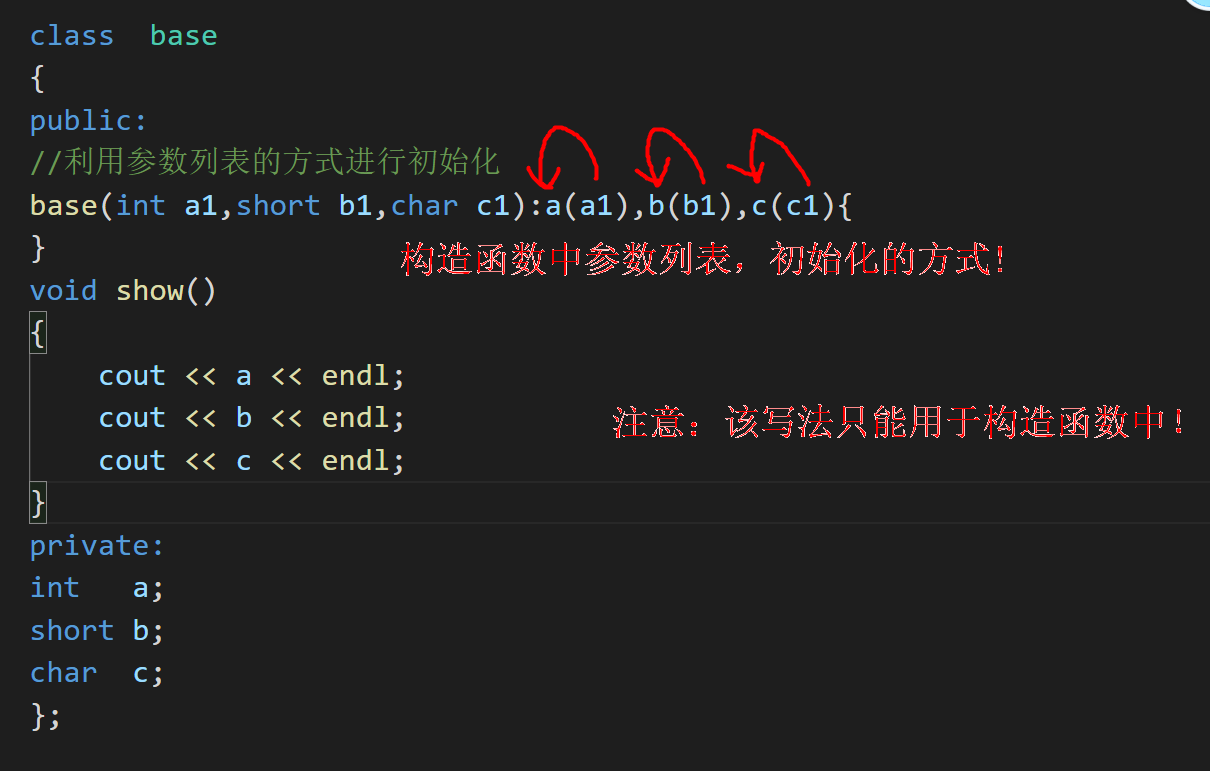 class  base
{
public:
//利用参数列表的方式进行初始化
base(int a1,short b1,char c1):a(a1),b(b1),c(c1){
}
构造函数中参数列表，初始化的方式！
void show()
{
    cout << a << endl;
    cout << b << endl;
注意：该写法只能用于构造函数中！
    cout << c << endl;
}
private:
int   a;
short b;
char  c;
};